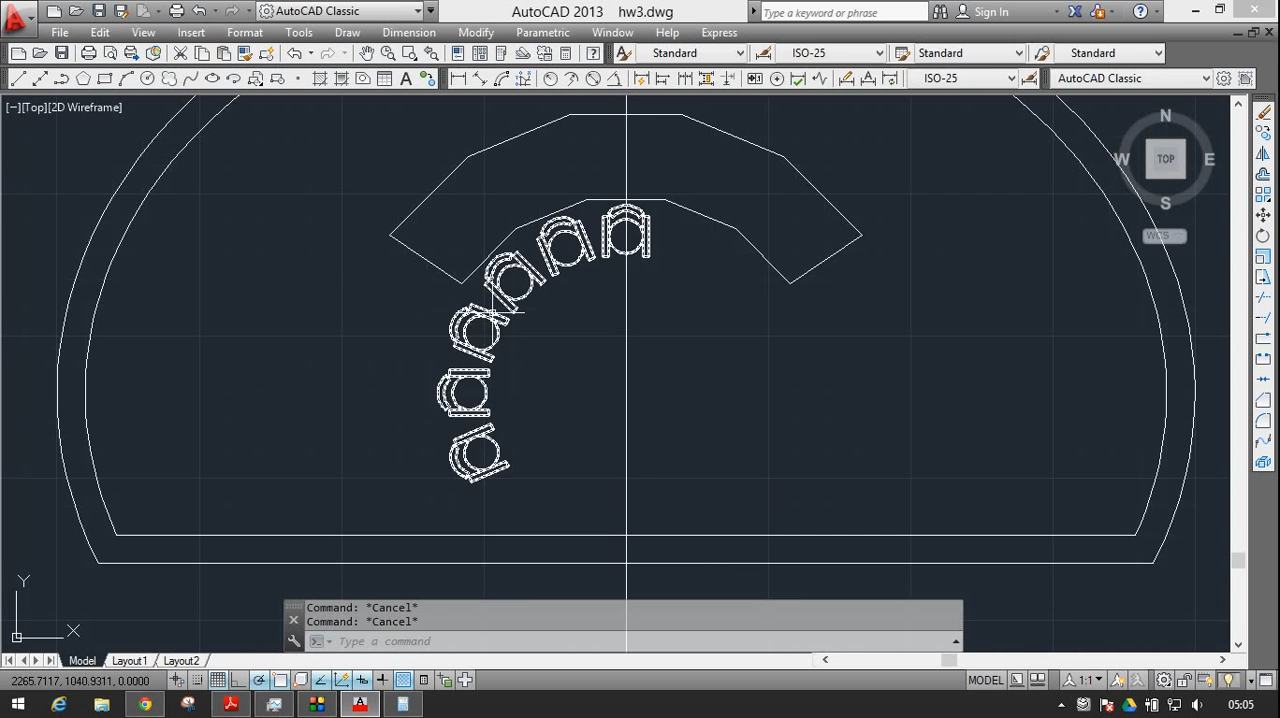 AutoCAD Classic
AutoCAD 2013 hw3.dwg
Type a keyword or phrase
Sign In
File Edit View Insert Format Tools Draw Dimension Modify Parametric Window Help Express
Standard ISO-25 Standard Standard
ISO-25 AutoCAD Classic
[−][Top][2D Wireframe]
N
W TOP E
S
WCS
Y
X
Command: *Cancel*
Command: *Cancel*
Type a command
Model Layout1 Layout2
2265.7117, 1040.9311, 0.0000 MODEL 1:1
05:05